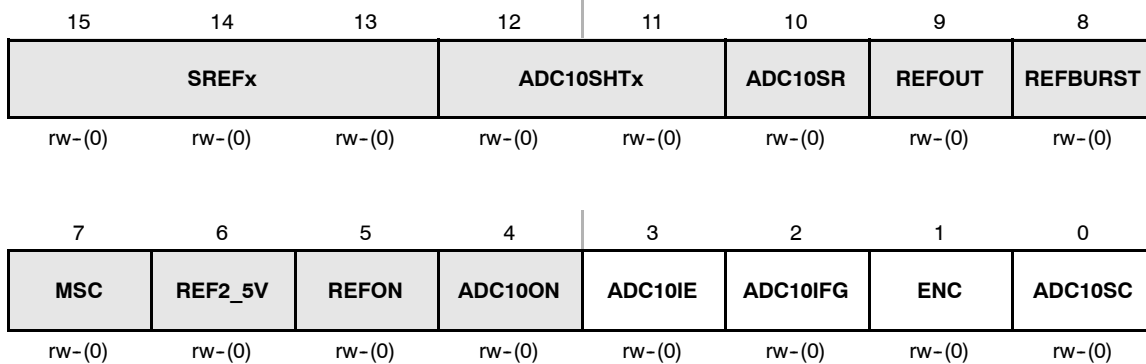 15 14 13 12 11 10 9 8
SREFx ADC10SHTx ADC10SR REFOUT REFBURST
rw-(0) rw-(0) rw-(0) rw-(0) rw-(0) rw-(0) rw-(0) rw-(0)
7 6 5 4 3 2 1 0
MSC REF2_5V REFON ADC10ON ADC10IE ADC10IFG ENC ADC10SC
rw-(0) rw-(0) rw-(0) rw-(0) rw-(0) rw-(0) rw-(0) rw-(0)